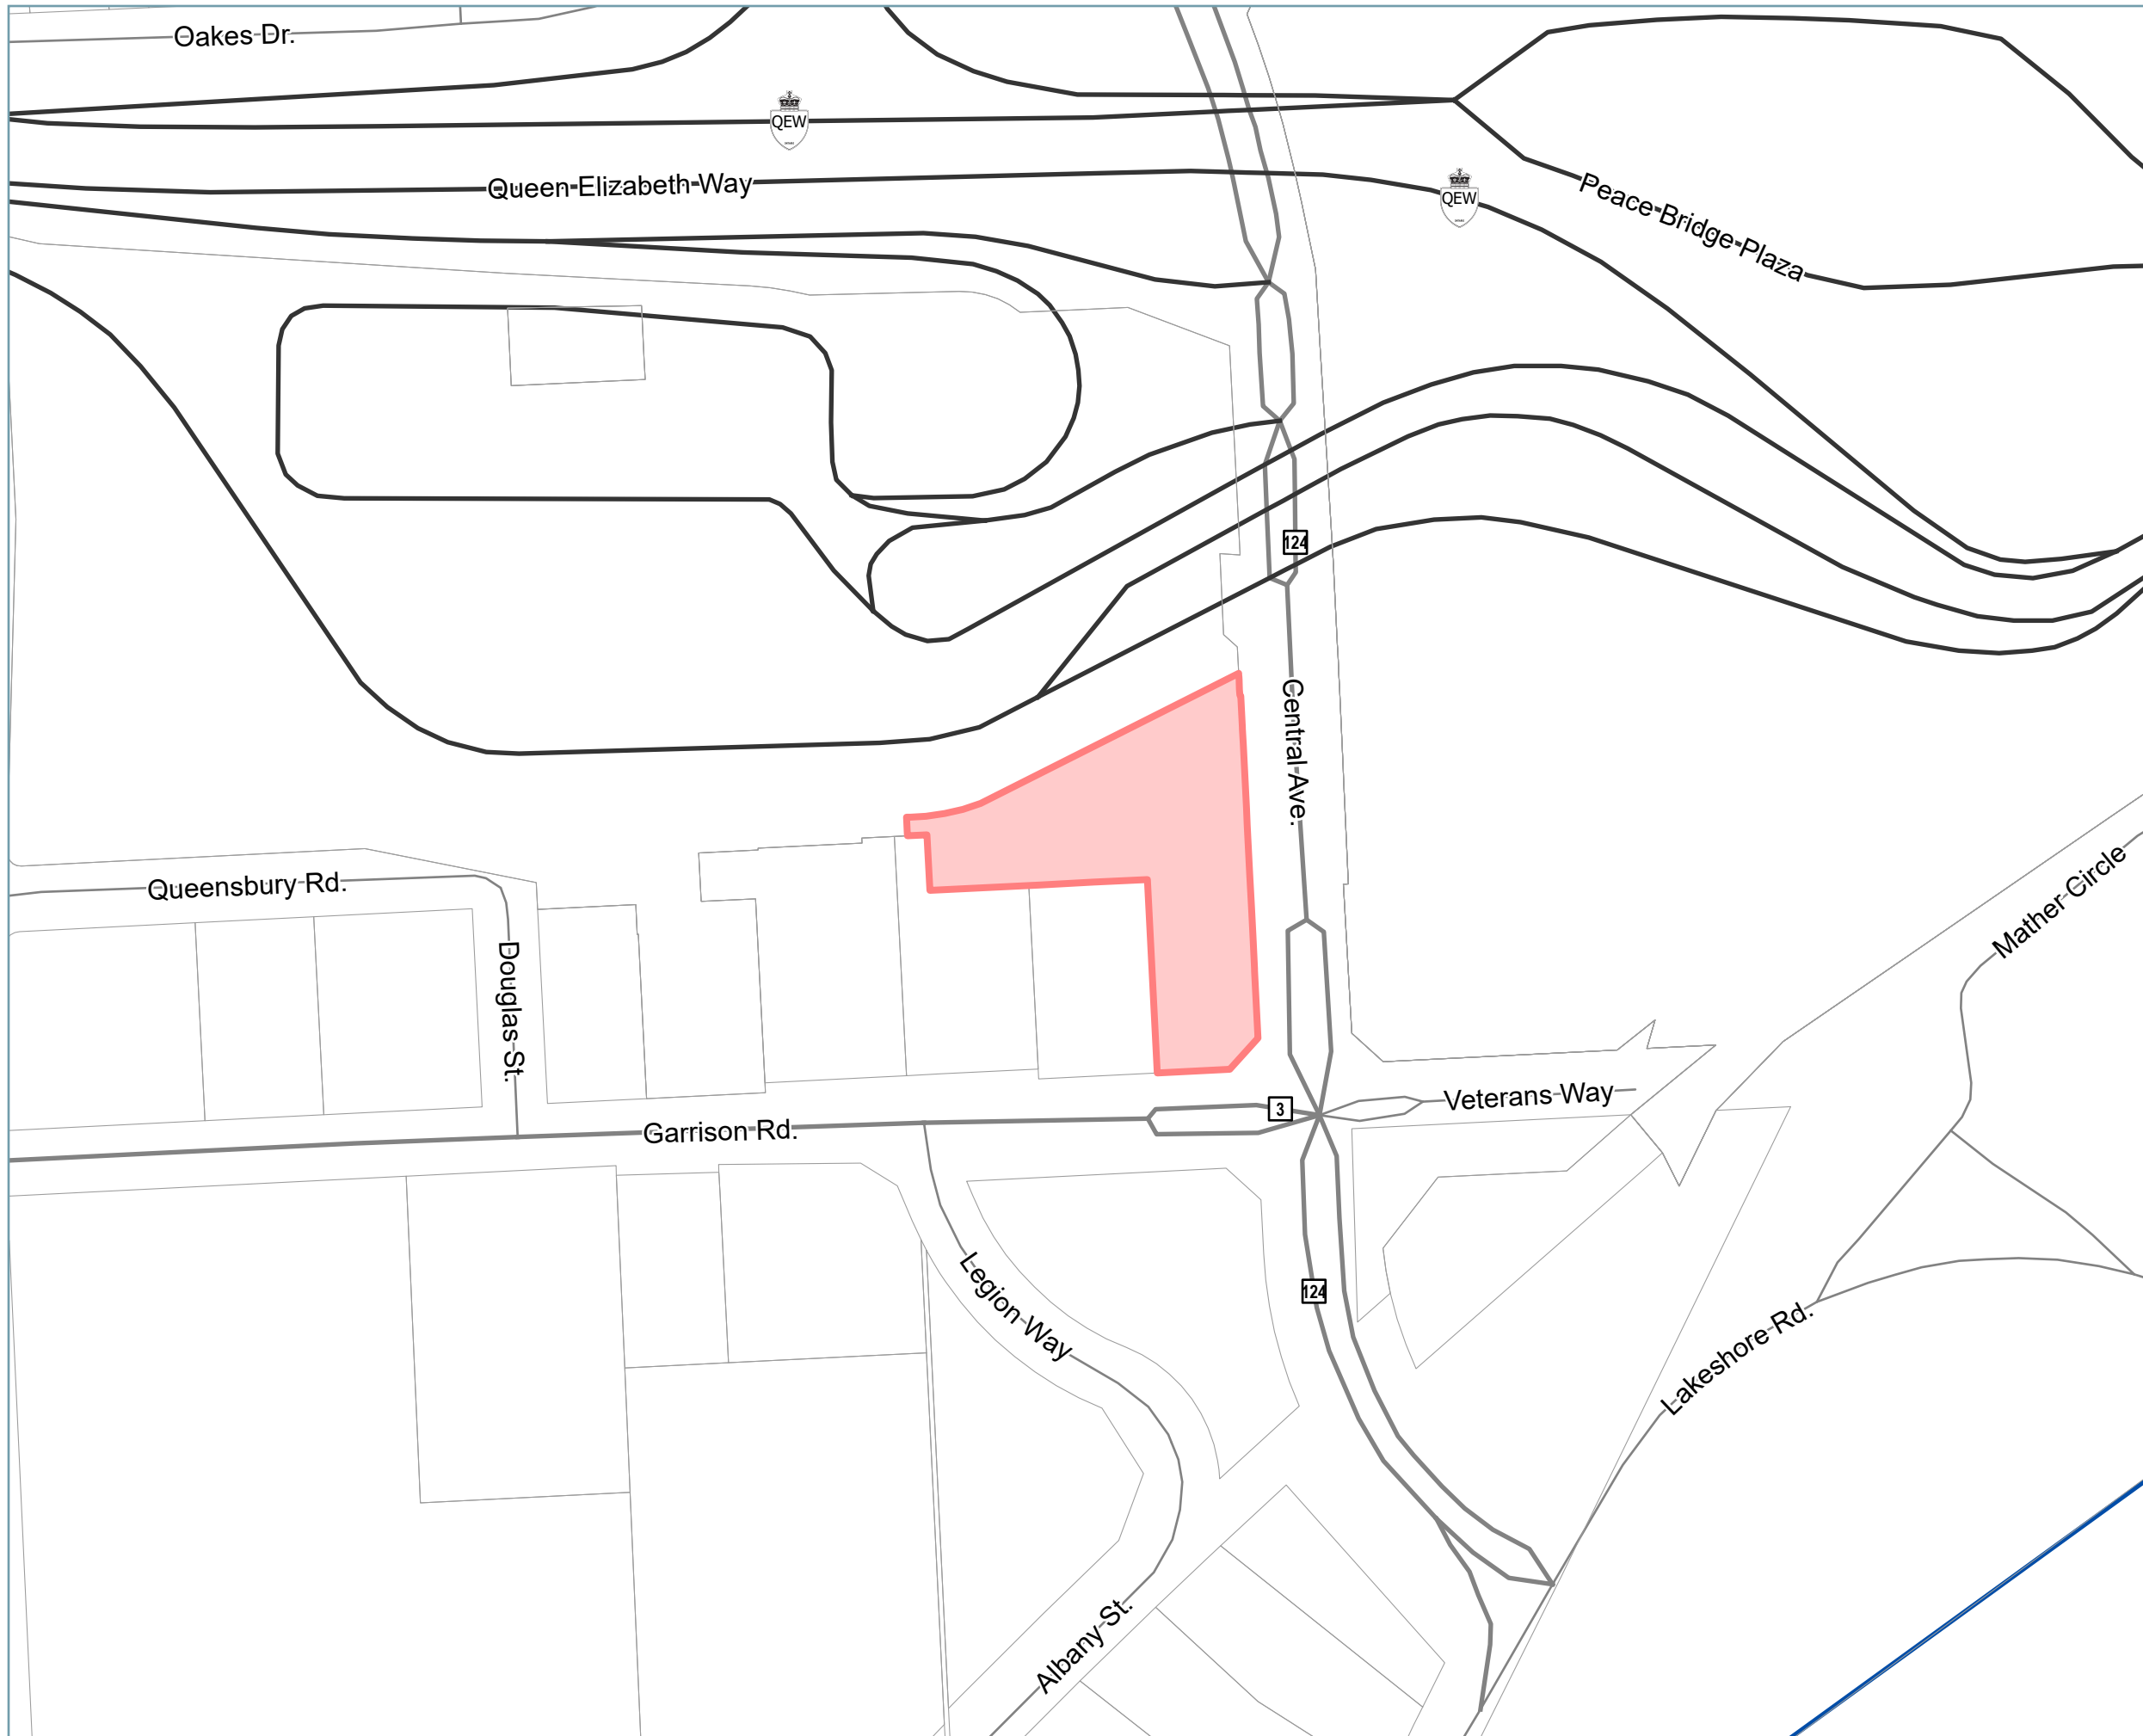 Oakes Dr.
QEW
Queen Elizabeth Way
QEW
Peace Bridge Plaza
124
Central Ave.
Queensbury Rd.
Mather Circle
Douglas St.
Veterans Way
3
Garrison Rd.
Legion Way
124
Lakeshore Rd.
Albany St.